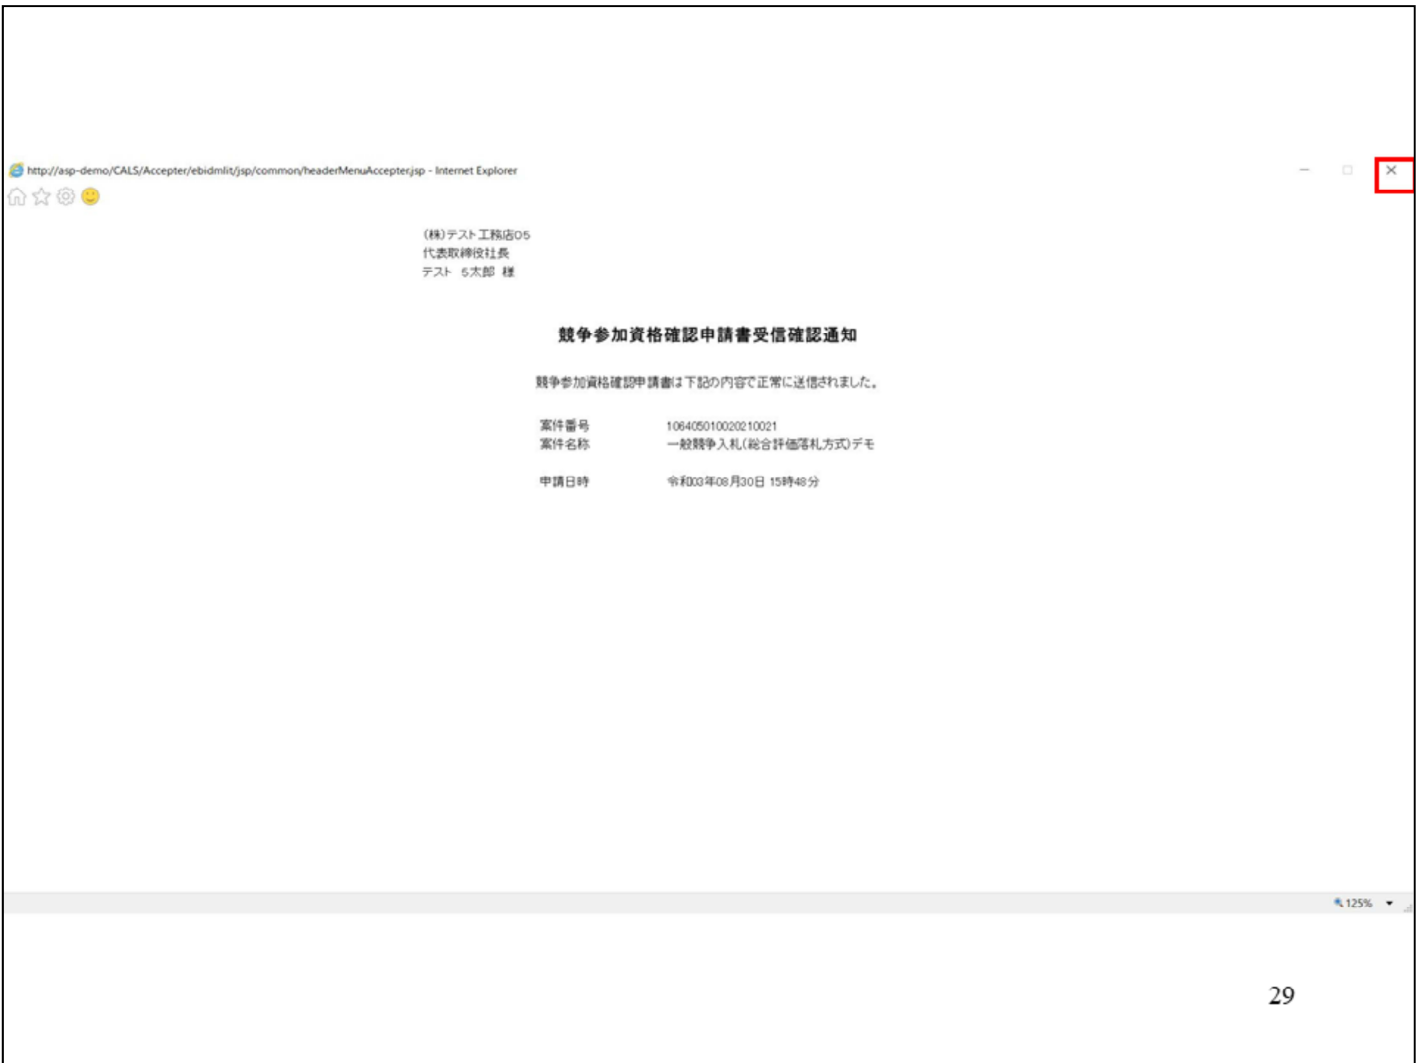 http://asp-demo/CALS/Accepter/ebidmlit/jsp/common/headerMenuAccepter.jsp - Internet Explorer
(株)テスト工務店05
代表取締役社長
テスト 5太郎 様
競争参加資格確認申請書受信確認通知
競争参加資格確認申請書は下記の内容で正常に送信されました。
案件番号 106405010020210021
案件名称 一般競争入札(総合評価落札方式)デモ
申請日時 令和03年08月30日 15時48分
125%
29